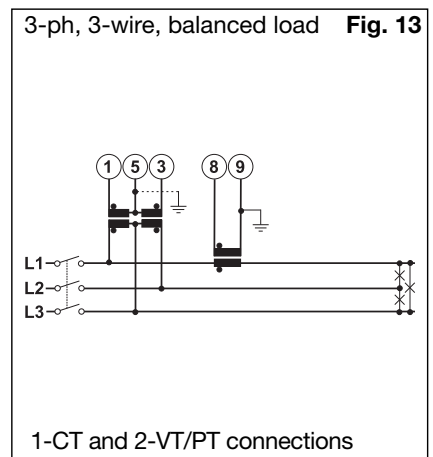 3-ph, 3-wire, balanced load Fig. 13
1 5 3 8 9
L1
L2
L3
1-CT and 2-VT/PT connections